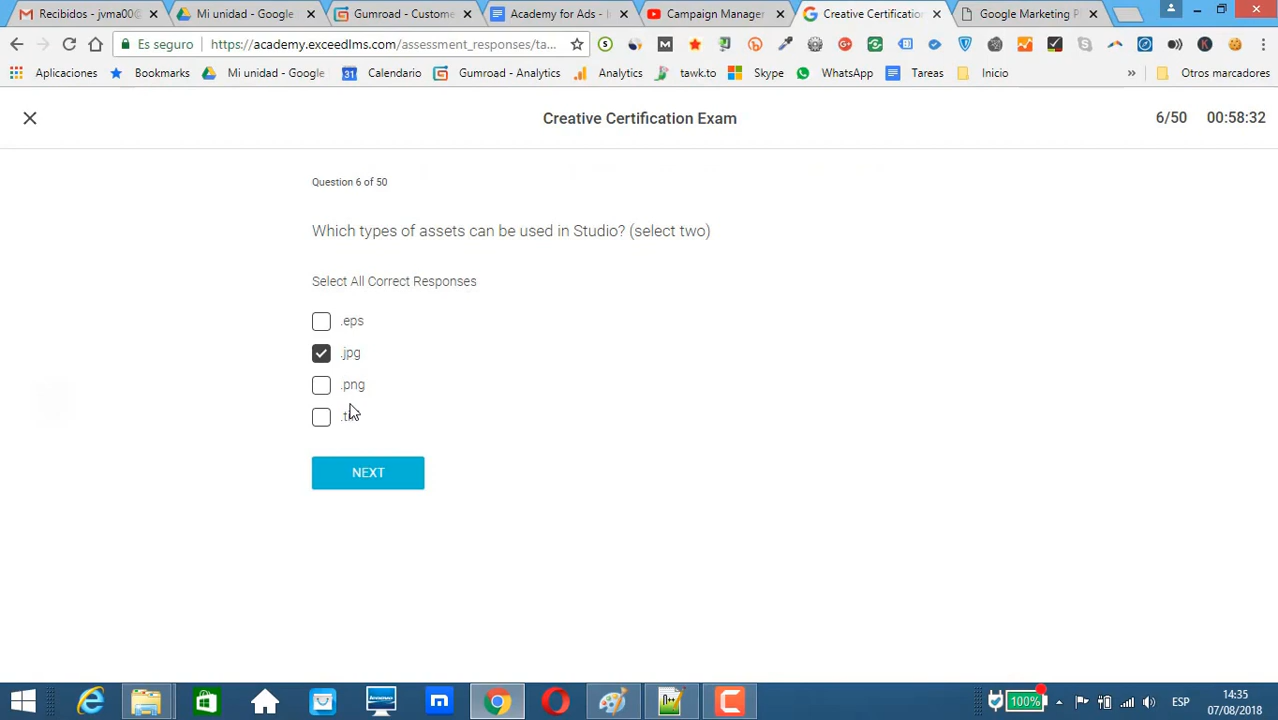 Recibidos - jvma00@
Mi unidad - Google
Gumroad - Custome
Academy for Ads - I
Campaign Manage
Creative Certification
Google Marketing P
Es seguro
https://academy.exceedlms.com/assessment_responses/ta...
Aplicaciones
Bookmark
Mi unidad - Google
Calendario
Gumroad - Analytics
Analytics
tawk.to
Skype
WhatsApp
Tareas
Inicio
»
Otros marcadores
Creative Certification Exam
6/50
00:58:32
Question 6 of 50
Which types of assets can be used in Studio? (select two)
Select All Correct Responses
.eps
.jpg
.png
NEXT
100%
ESP
14:35
07/08/2018